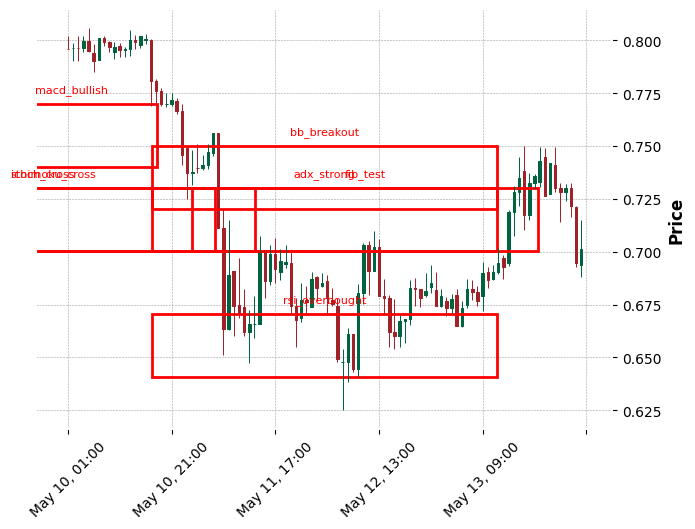 0.800
0.775
macd_bullish
bb_breakout
0.750
adx_strong
fib_test
0.725
0.700
Price
rsi_overbought
0.675
0.650
0.625
May 10, 01:00
May 10, 21:00
May 11, 17:00
May 12, 13:00
May 13, 09:00